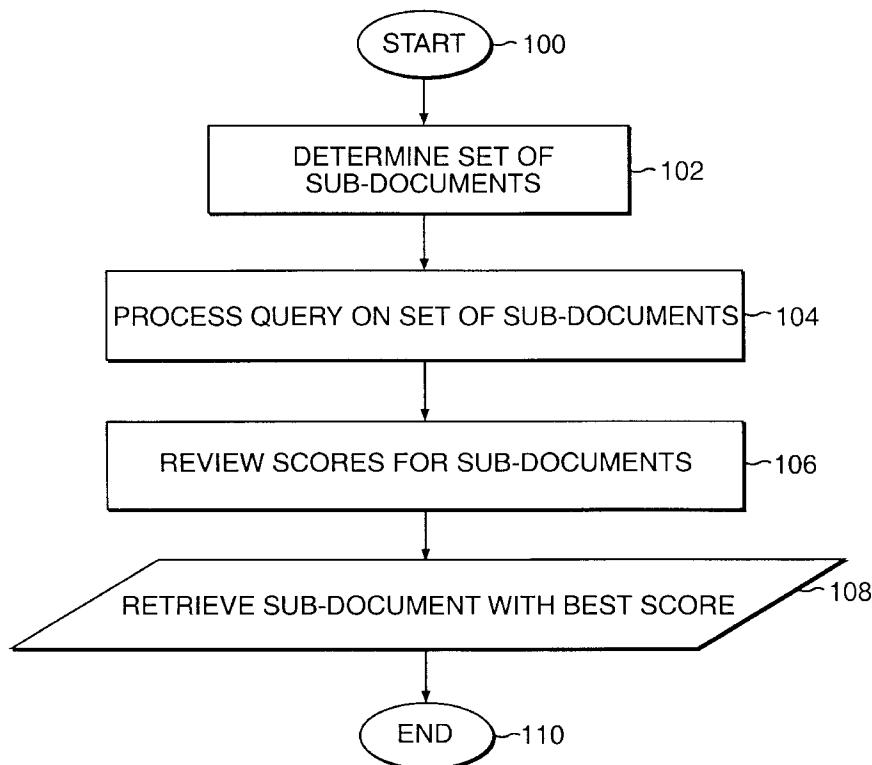 START 100
DETERMINE SET OF
SUB-DOCUMENTS 102
PROCESS QUERY ON SET OF SUB-DOCUMENTS 104
REVIEW SCORES FOR SUB-DOCUMENTS 106
RETRIEVE SUB-DOCUMENT WITH BEST SCORE 108
END 110